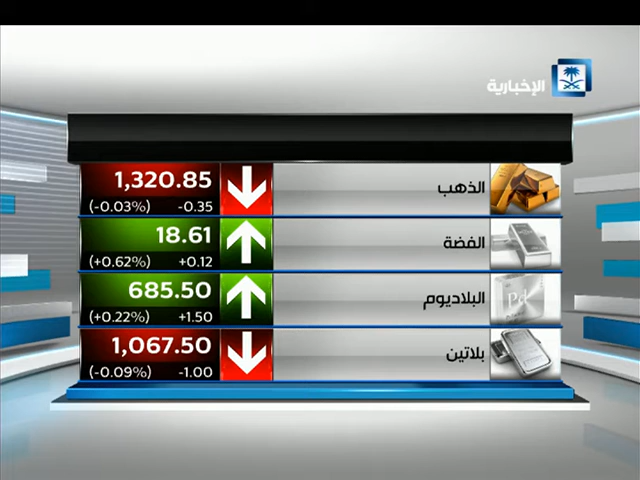 الإخبارية
الذهب
1,320.85
(-0.03%) -0.35
الفضة
18.61
(+0.62%) +0.12
البلاديوم
Pd
685.50
(+0.22%) +1.50
بلاتين
1,067.50
(-0.09%) -1.00